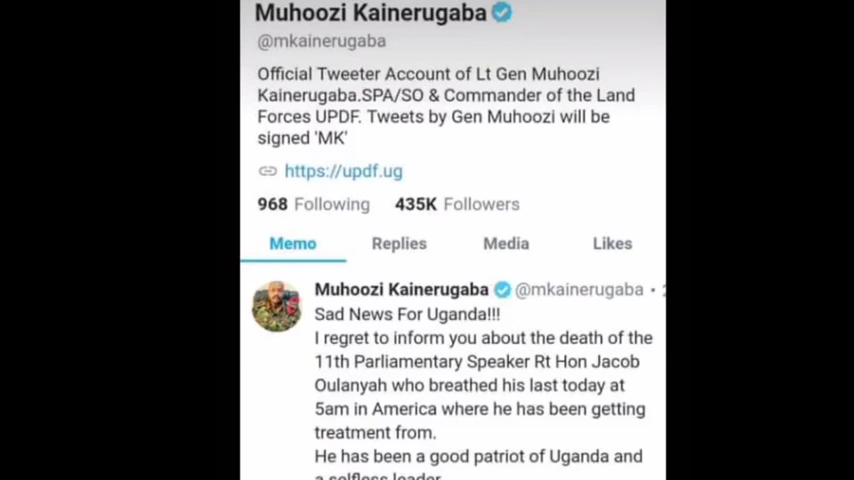 Muhoozi Kainerugaba
@mkainerugaba
Official Tweeter Account of Lt Gen Muhoozi
Kainerugaba.SPA/SO & Commander of the Land
Forces UPDF. Tweets by Gen Muhoozi will be
signed 'MK'
https://updf.ug
968 Following 435K Followers
Memo Replies Media Likes
Muhoozi Kainerugaba @mkainerugaba ·
Sad News For Uganda!!!
I regret to inform you about the death of the
11th Parliamentary Speaker Rt Hon Jacob
Oulanyah who breathed his last today at
5am in America where he has been getting
treatment from.
He has been a good patriot of Uganda and
a selfless leader